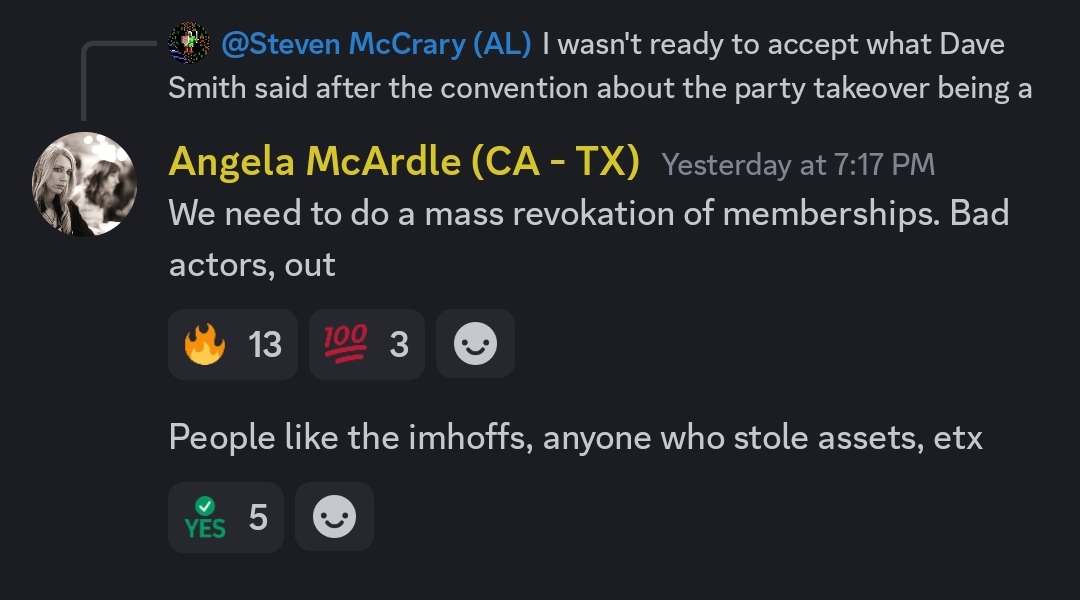 @Steven McCrary (AL) I wasn't ready to accept what Dave
Smith said after the convention about the party takeover being a
Angela McArdle (CA - TX) Yesterday at 7:17 PM
We need to do a mass revokation of memberships. Bad
actors, out
🔥 13 💯 3
People like the imhoffs, anyone who stole assets, etx
YES 5